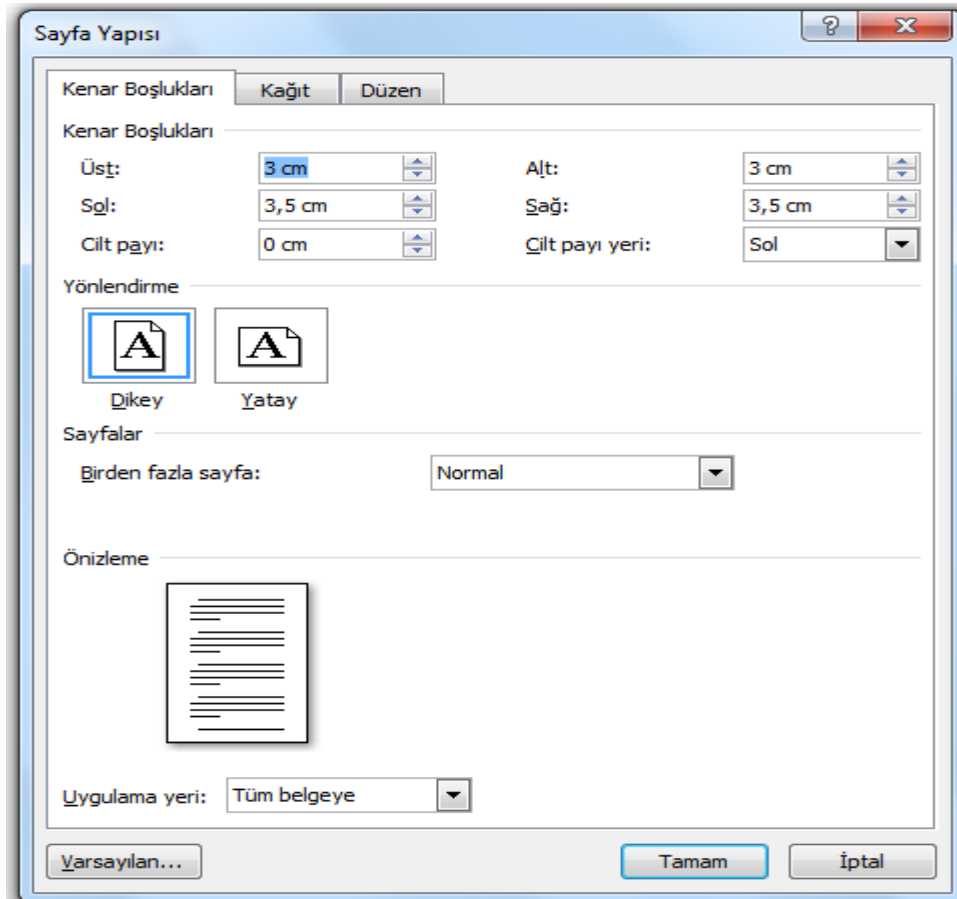 Sayfa Yapısı
Kenar Boşlukları Kağıt Düzen
Kenar Boşlukları
Üst: 3 cm Alt: 3 cm
Sol: 3,5 cm Sağ: 3,5 cm
Cilt payı: 0 cm Cilt payı yeri: Sol
Yönlendirme
A A
Dikey Yatay
Sayfalar
Birden fazla sayfa: Normal
Önizleme
Uygulama yeri: Tüm belgeye
Varsayılan... Tamam İptal